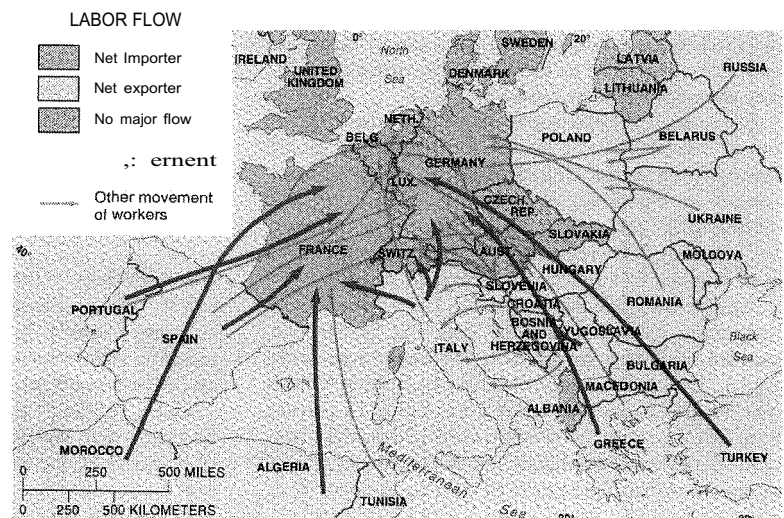 LABOR FLOW
Net Importer
Net exporter
No major flow
,: ernent
Other movement
of workers
0°
20°
North
Sea
SWEDEN
IRELAND
UNITED
KINGDOM
DENMARK
LATVIA
LITHUANIA
RUSSIA
NETH.
BELG.
POLAND
BELARUS
GERMANY
LUX.
CZECH.
REP.
UKRAINE
SLOVAKIA
40°
FRANCE
SWITZ.
AUST.
HUNGARY
MOLDOVA
SLOVENIA
CROATIA
ROMANIA
PORTUGAL
SPAIN
ITALY
BOSNIA
AND
HERZEGOVINA
YUGOSLAVIA
Black
Sea
BULGARIA
MACEDONIA
ALBANIA
MOROCCO
ALGERIA
TUNISIA
Mediterranean
Sea
GREECE
TURKEY
0 250 500 MILES
0 250 500 KILOMETERS